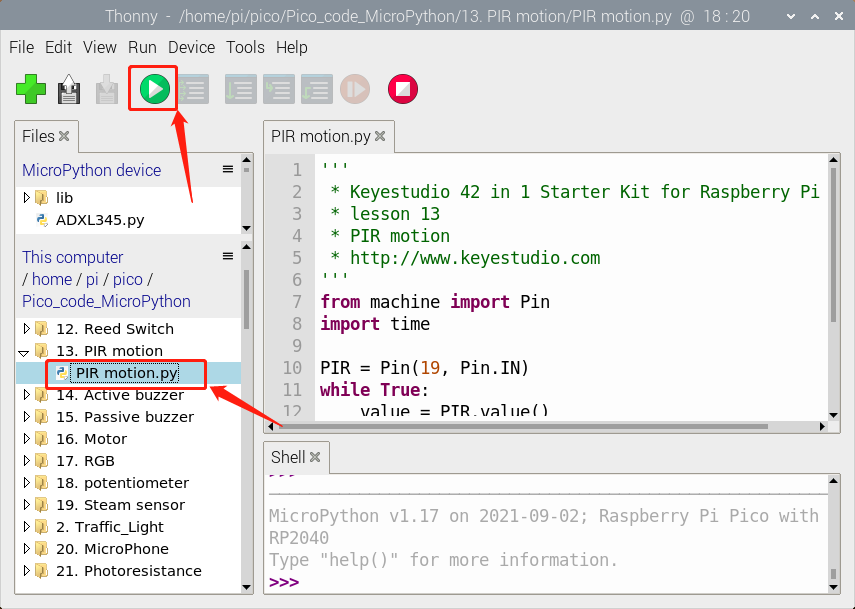 Thonny - /home/pi/pico/Pico_code_MicroPython/13. PIR motion/PIR motion.py @ 18 : 20
File Edit View Run Device Tools Help
Files
MicroPython device
lib
ADXL345.py
This computer
/ home / pi / pico /
Pico_code_MicroPython
12. Reed Switch
13. PIR motion
PIR motion.py
14. Active buzzer
15. Passive buzzer
16. Motor
17. RGB
18. potentiometer
19. Steam sensor
2. Traffic_Light
20. MicroPhone
21. Photoresistance
PIR motion.py
1 '''
2 * Keyestudio 42 in 1 Starter Kit for Raspberry Pi
3 * lesson 13
4 * PIR motion
5 * http://www.keyestudio.com
6 '''
7 from machine import Pin
8 import time
9
10 PIR = Pin(19, Pin.IN)
11 while True:
12 value = PIR.value()
Shell
>>>
MicroPython v1.17 on 2021-09-02; Raspberry Pi Pico with
RP2040
Type "help()" for more information.
>>>